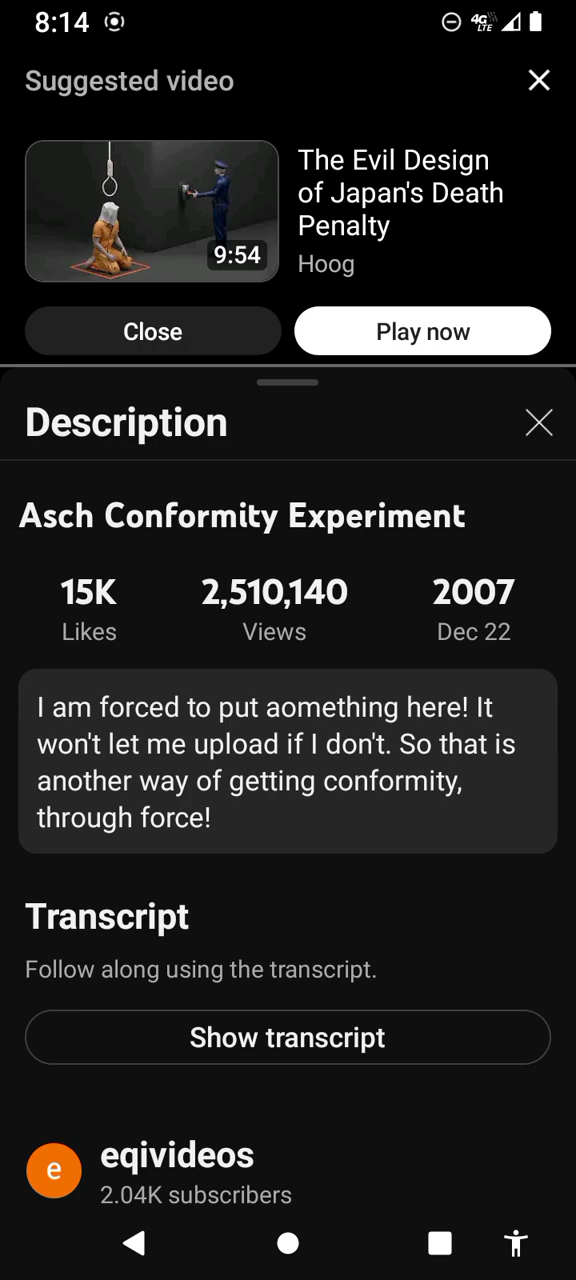 8:14
4G
LTE
Suggested video
The Evil Design
of Japan's Death
Penalty
9:54
Hoog
Close
Play now
Description
Asch Conformity Experiment
15K
2,510,140
2007
Likes
Views
Dec 22
I am forced to put aomething here! It
won't let me upload if I don't. So that is
another way of getting conformity,
through force!
Transcript
Follow along using the transcript.
Show transcript
e
eqivideos
2.04K subscribers